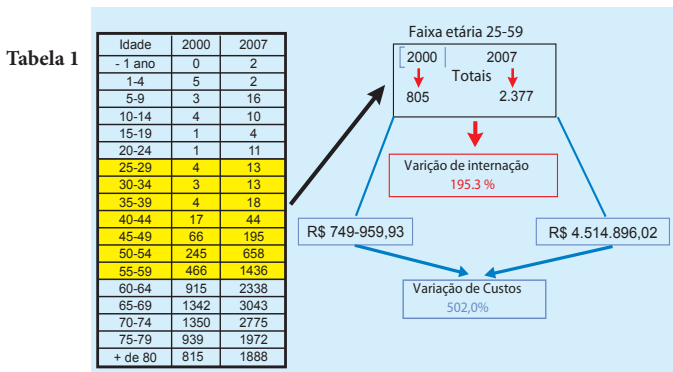 Tabela 1
Idade 2000 2007
- 1 ano 0 2
1-4 5 2
5-9 3 16
10-14 4 10
15-19 1 4
20-24 1 11
25-29 4 13
30-34 3 13
35-39 4 18
40-44 17 44
45-49 66 195
50-54 245 658
55-59 466 1436
60-64 915 2338
65-69 1342 3043
70-74 1350 2775
75-79 939 1972
+ de 80 815 1888
Faixa etária 25-59
2000 2007
Totais
805 2.377
Varição de internação
195.3 %
R$ 749-959,93
R$ 4.514.896,02
Variação de Custos
502,0%